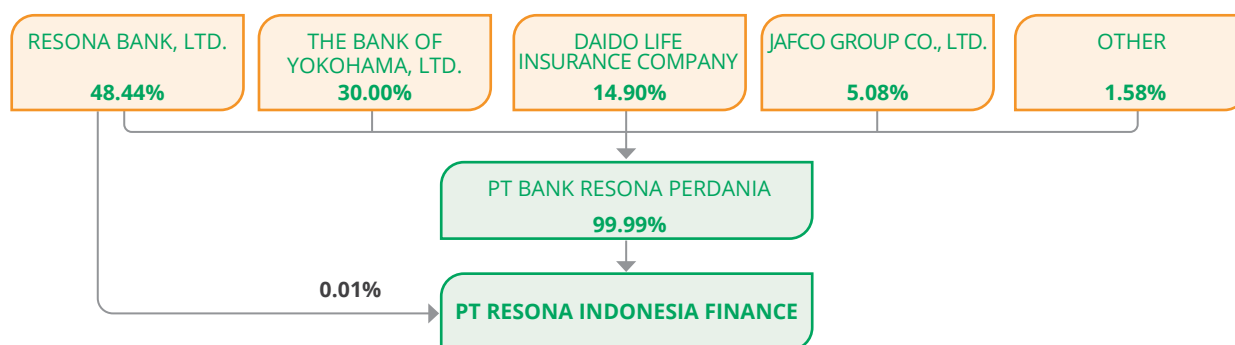 RESONA BANK, LTD.
48.44%
THE BANK OF
YOKOHAMA, LTD.
30.00%
DAIDO LIFE
INSURANCE COMPANY
14.90%
JAFCO GROUP CO., LTD.
5.08%
OTHER
1.58%
PT BANK RESONA PERDANIA
99.99%
0.01%
PT RESONA INDONESIA FINANCE